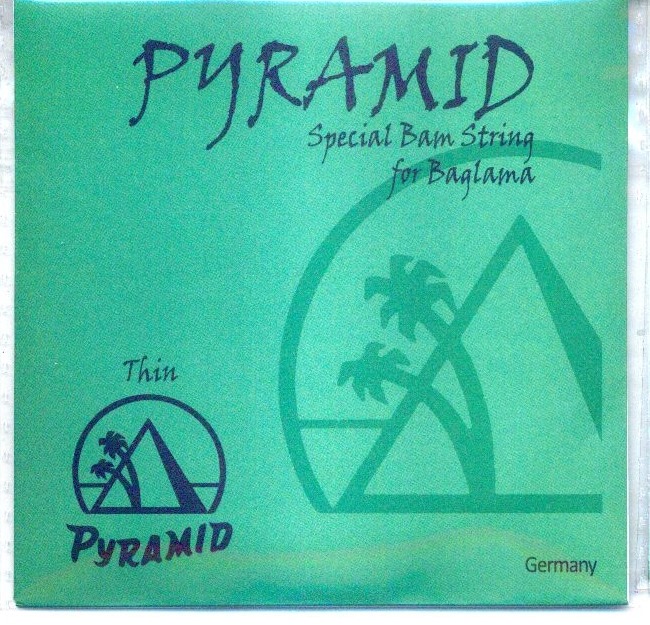 PYRAMID
Special Bam String
for Baglama
Thin
PYRAMID
Germany